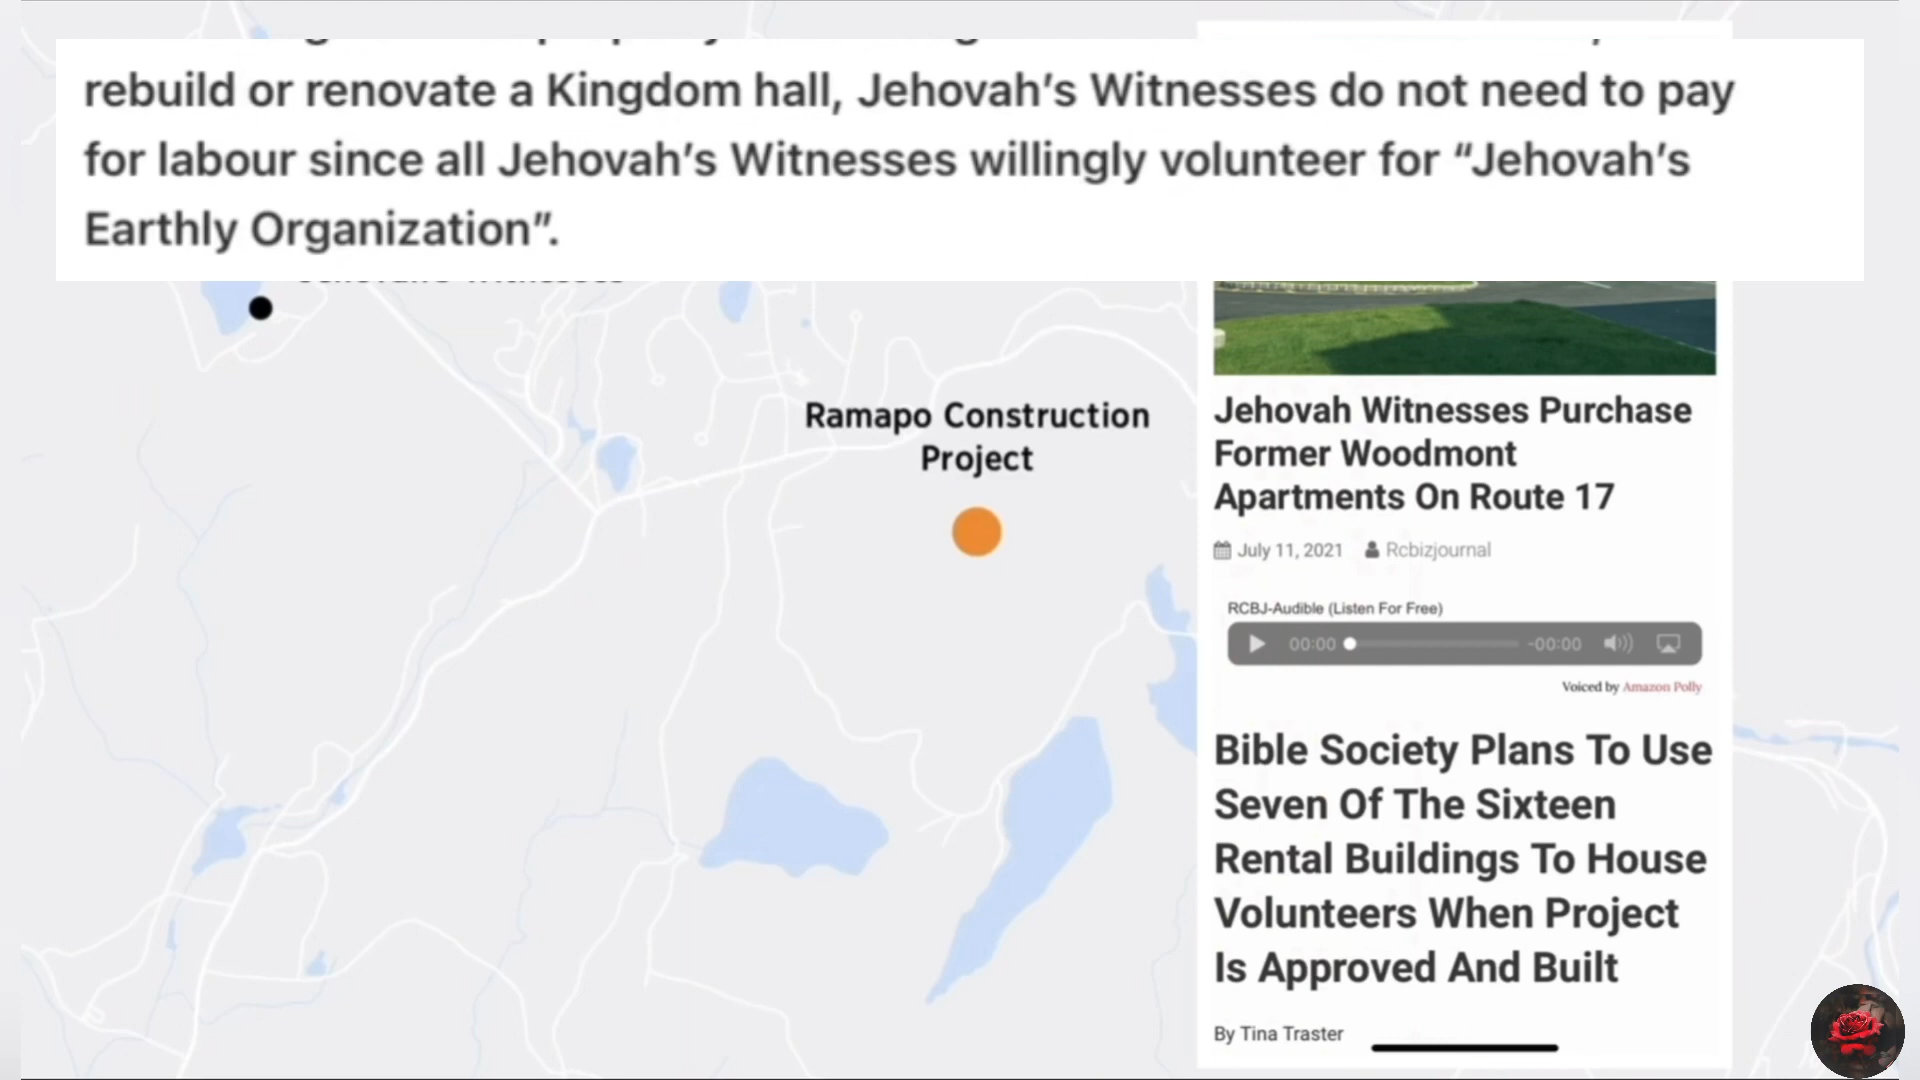 rebuild or renovate a Kingdom hall, Jehovah’s Witnesses do not need to pay
for labour since all Jehovah’s Witnesses willingly volunteer for “Jehovah’s
Earthly Organization”.
Ramapo Construction
Project
Jehovah Witnesses Purchase
Former Woodmont
Apartments On Route 17
July 11, 2021 Rcbizjournal
RCBJ-Audible (Listen For Free)
00:00 -00:00
Voiced by Amazon Polly
Bible Society Plans To Use
Seven Of The Sixteen
Rental Buildings To House
Volunteers When Project
Is Approved And Built
By Tina Traster